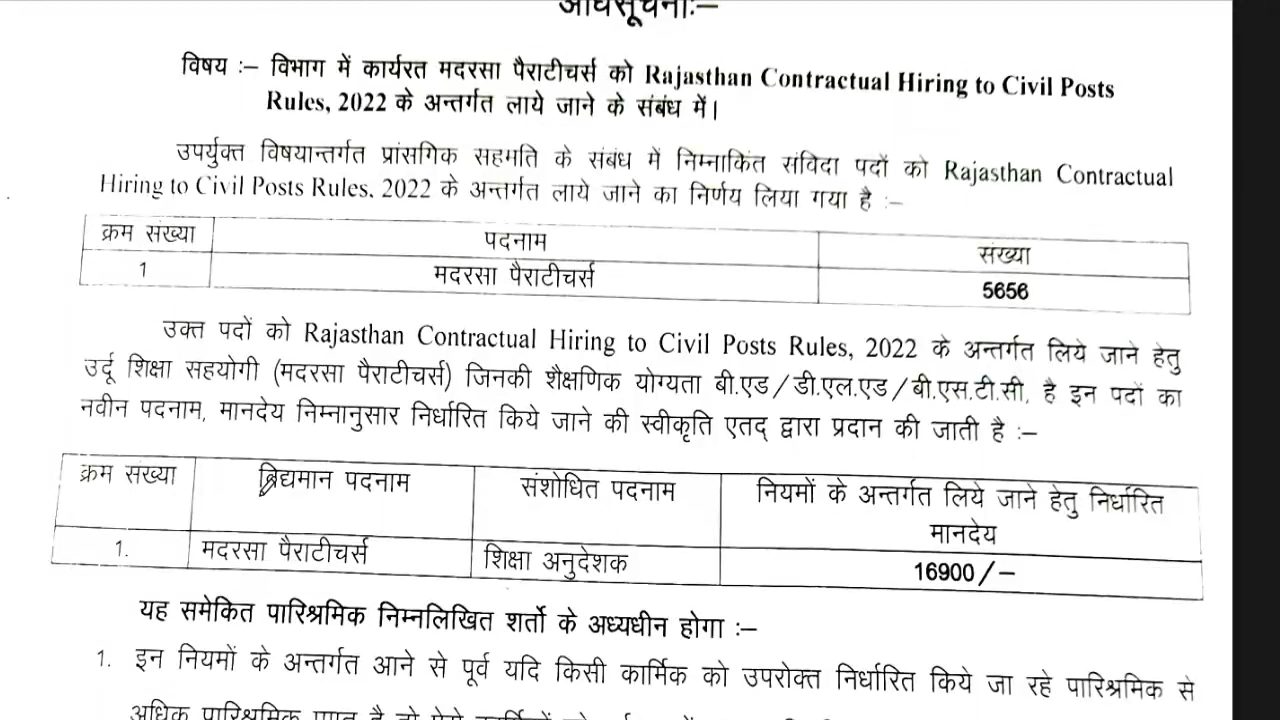 अधिसूचनाः–
विषय :– विभाग में कार्यरत मदरसा पैराटीचर्स को Rajasthan Contractual Hiring to Civil Posts
Rules, 2022 के अन्तर्गत लाये जाने के संबंध में।
उपर्युक्त विषयान्तर्गत प्रांसगिक सहमति के संबंध में निम्नाकिंत संविदा पदों को Rajasthan Contractual
Hiring to Civil Posts Rules, 2022 के अन्तर्गत लाये जाने का निर्णय लिया गया है :–
क्रम संख्या पदनाम संख्या
1 मदरसा पैराटीचर्स 5656
उक्त पदों को Rajasthan Contractual Hiring to Civil Posts Rules, 2022 के अन्तर्गत लिये जाने हेतु
उर्दू शिक्षा सहयोगी (मदरसा पैराटीचर्स) जिनकी शैक्षणिक योग्यता बी.एड/डी.एल.एड/बी.एस.टी.सी, है इन पदों का
नवीन पदनाम, मानदेय निम्नानुसार निर्धारित किये जाने की स्वीकृति एतद् द्वारा प्रदान की जाती है :–
क्रम संख्या विद्यमान पदनाम संशोधित पदनाम नियमों के अन्तर्गत लिये जाने हेतु निर्धारित
मानदेय
1. मदरसा पैराटीचर्स शिक्षा अनुदेशक 16900/–
यह समेकित पारिश्रमिक निम्नलिखित शर्तो के अध्यधीन होगा :–
1. इन नियमों के अन्तर्गत आने से पूर्व यदि किसी कार्मिक को उपरोक्त निर्धारित किये जा रहे पारिश्रमिक से
अधिक पारिश्रमिक